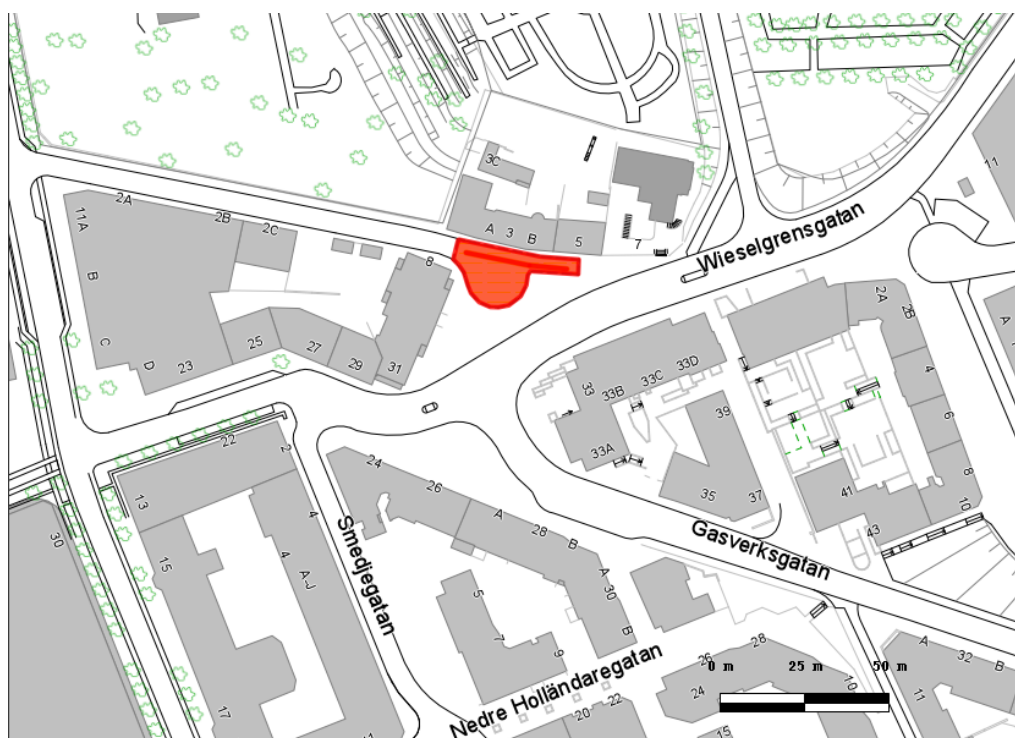 3C
11
2A
2B
2C
11A
A 3 B
5
7
8
Wieselgrensgatan
B
2A
2B
A
C
D
23
25
27
29
31
33
33B
33C
33D
39
4
6
22
2
24
33A
8
13
26
35
37
41
10
30
4
A
28
B
43
15
Smedjegatan
Gasverksgatan
4
A-J
5
A 30
B
7
9
28
26
A
32
B
0 m
25 m
50 m
Nedre Holländaregatan
24
10
11
17
20
22
15
11